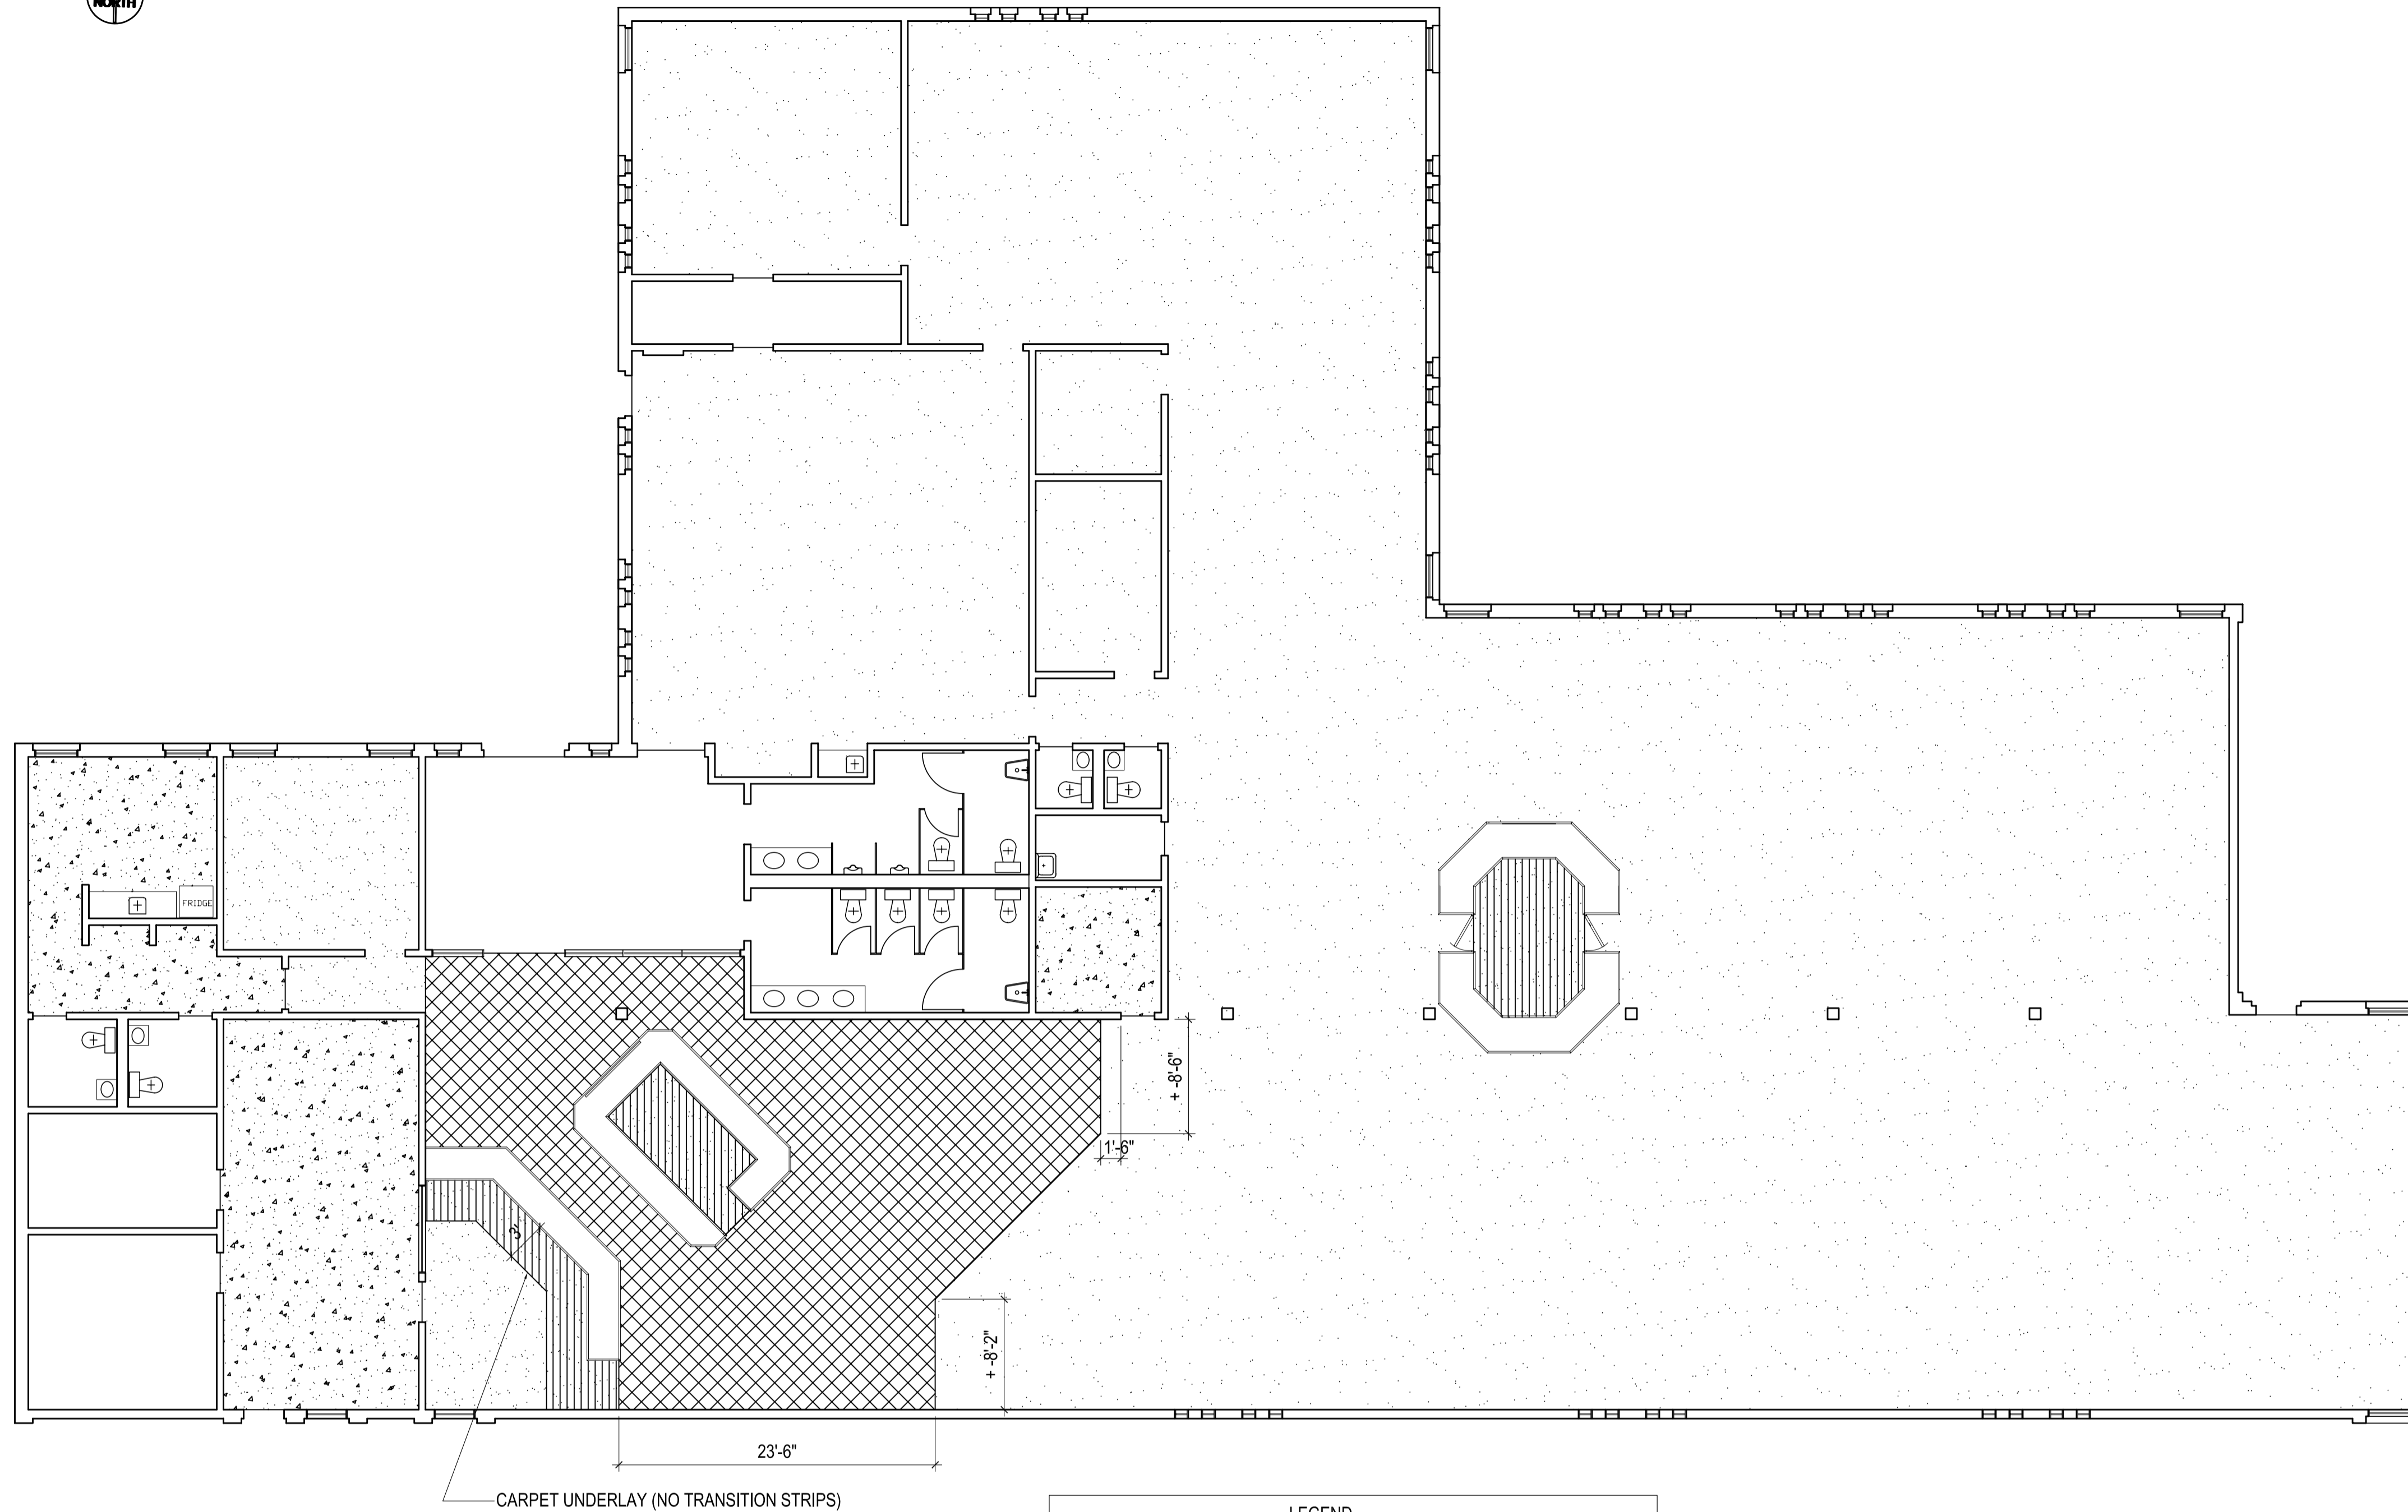 NORTH
FRIDGE
+ -8'-6"
1'-6"
3'
+ -8'-2"
23'-6"
CARPET UNDERLAY (NO TRANSITION STRIPS)
LEGEND